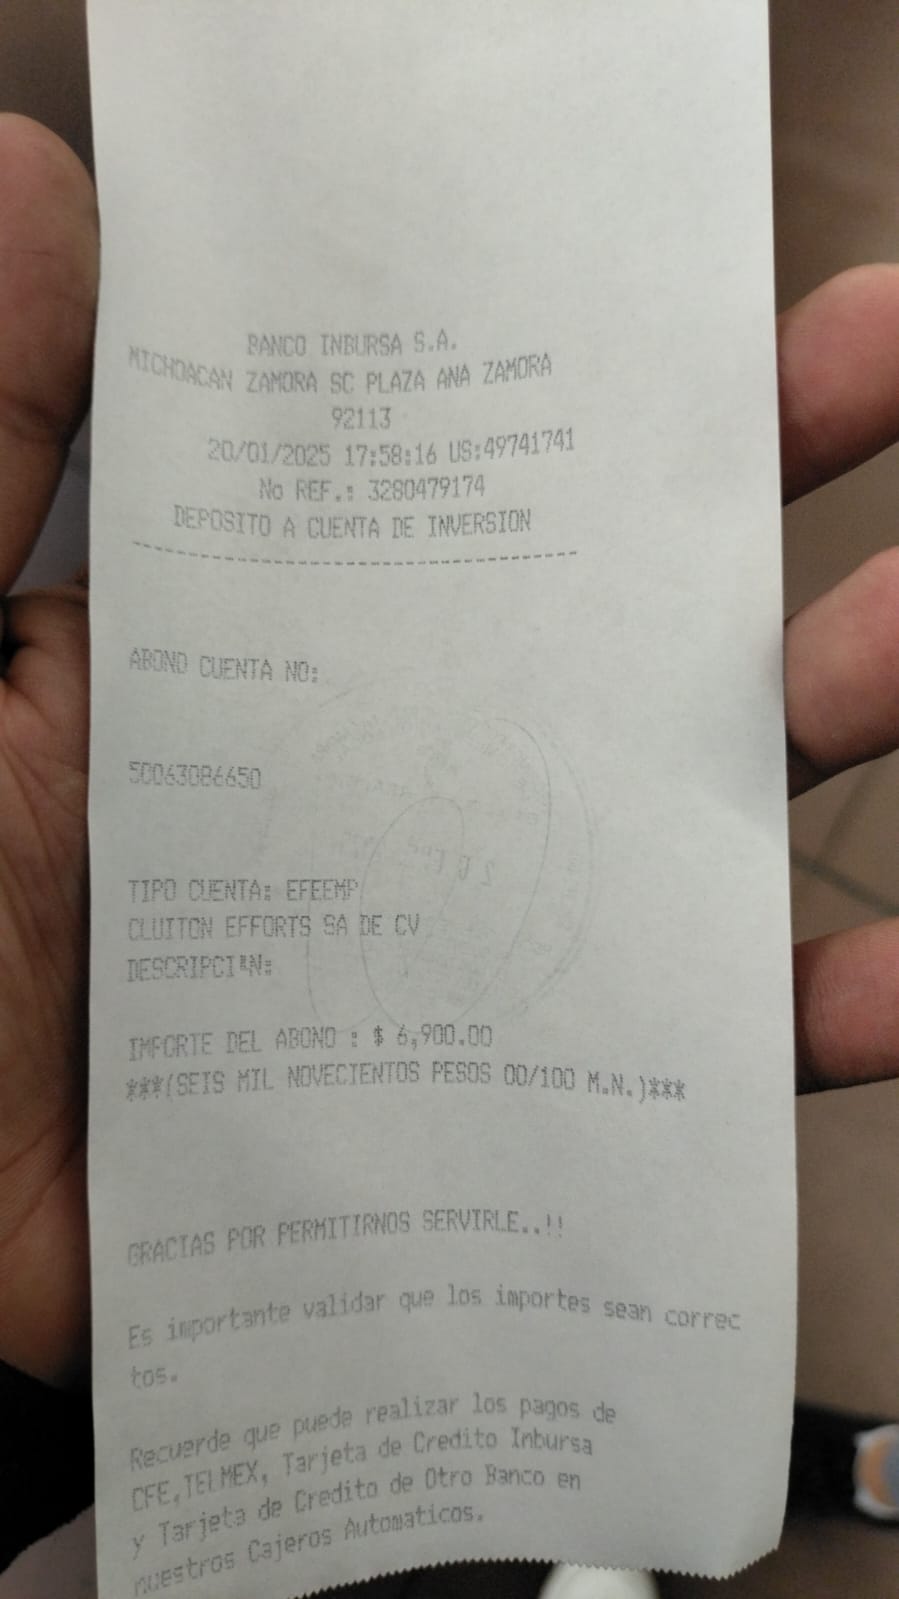 BANCO INBURSA S.A.
MICHOACAN ZAMORA SC PLAZA ANA ZAMORA
92113
20/01/2025 17:58:16 US:49741741
No REF.: 3280479174
DEPOSITO A CUENTA DE INVERSION
------------------------------------------
ABONO CUENTA NO:
50063086650
TIPO CUENTA: EFEEMP
CLUITON EFFORTS SA DE CV
DESCRIPCI*N:
IMPORTE DEL ABONO : $ 6,900.00
***(SEIS MIL NOVECIENTOS PESOS 00/100 M.N.)***
GRACIAS POR PERMITIRNOS SERVIRLE..!!
Es importante validar que los importes sean correc
tos.
Recuerde que puede realizar los pagos de
CFE,TELMEX, Tarjeta de Credito Inbursa
y Tarjeta de Credito de Otro Banco en
nuestros Cajeros Automaticos.